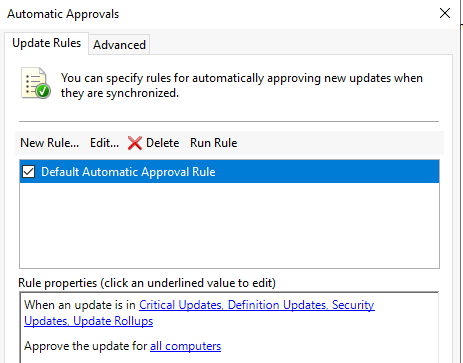 Automatic Approvals
Update Rules
Advanced
You can specify rules for automatically approving new updates when
they are synchronized.
New Rule... Edit... Delete Run Rule
Default Automatic Approval Rule
Rule properties (click an underlined value to edit)
When an update is in Critical Updates, Definition Updates, Security
Updates, Update Rollups
Approve the update for all computers